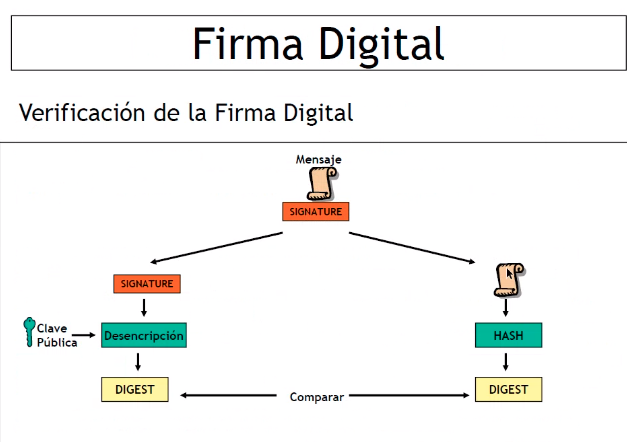 Firma Digital
Verificación de la Firma Digital
Mensaje
SIGNATURE
SIGNATURE
Clave
Pública
Desencripción
HASH
DIGEST
Comparar
DIGEST